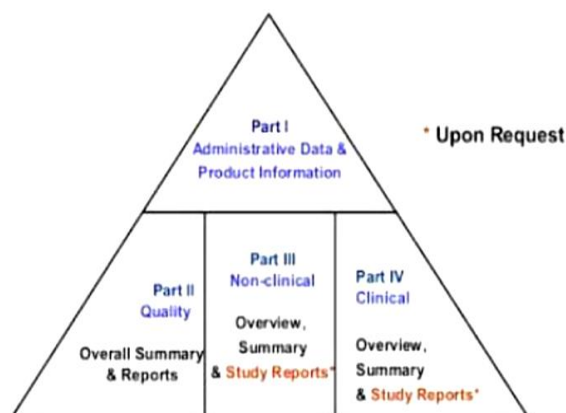 Part I
Administrative Data &
Product Information
* Upon Request
Part II
Quality
Overall Summary
& Reports
Part III
Non-clinical
Overview,
Summary
& Study Reports*
Part IV
Clinical
Overview,
Summary
& Study Reports*